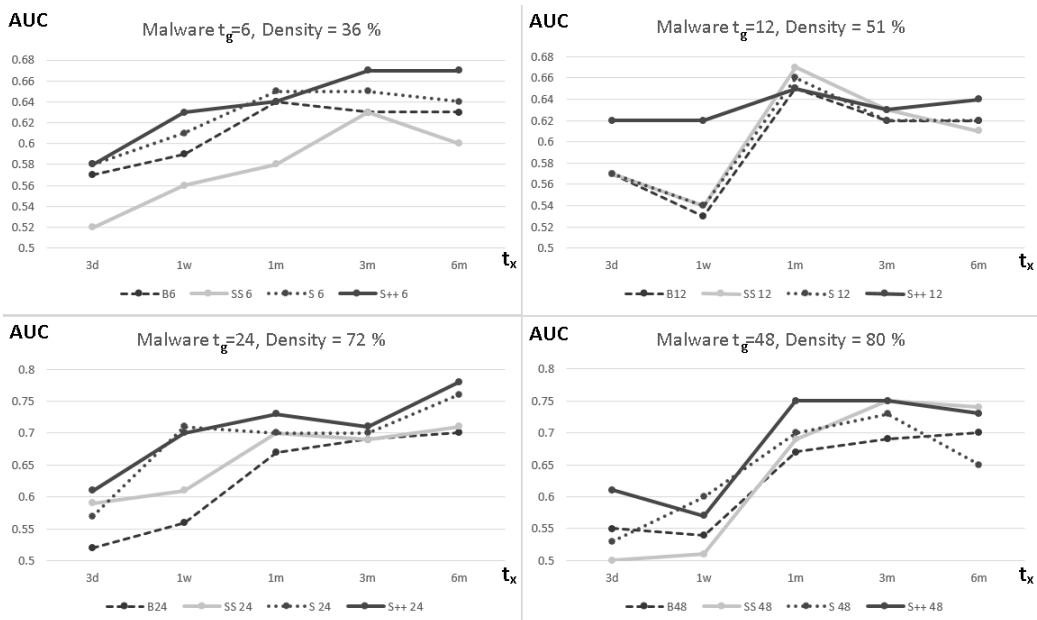 AUC
Malware tg=6, Density = 36 %
0.68
0.66
0.64
0.62
0.6
0.58
0.56
0.54
0.52
0.5
3d 1w 1m 3m 6m tx
B6 SS 6 S 6 S++ 6
AUC
Malware tg=12, Density = 51 %
0.68
0.66
0.64
0.62
0.6
0.58
0.56
0.54
0.52
0.5
3d 1w 1m 3m 6m tx
B12 SS 12 S 12 S++ 12
AUC
Malware tg=24, Density = 72 %
0.8
0.75
0.7
0.65
0.6
0.55
0.5
3d 1w 1m 3m 6m tx
B24 SS 24 S 24 S++ 24
AUC
Malware tg=48, Density = 80 %
0.8
0.75
0.7
0.65
0.6
0.55
0.5
3d 1w 1m 3m 6m tx
B48 SS 48 S 48 S++ 48